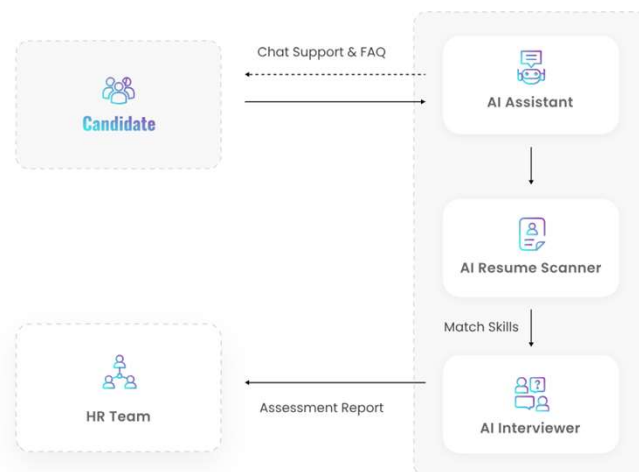 Chat Support & FAQ
Candidate
AI Assistant
AI Resume Scanner
Match Skills
HR Team
Assessment Report
AI Interviewer
?